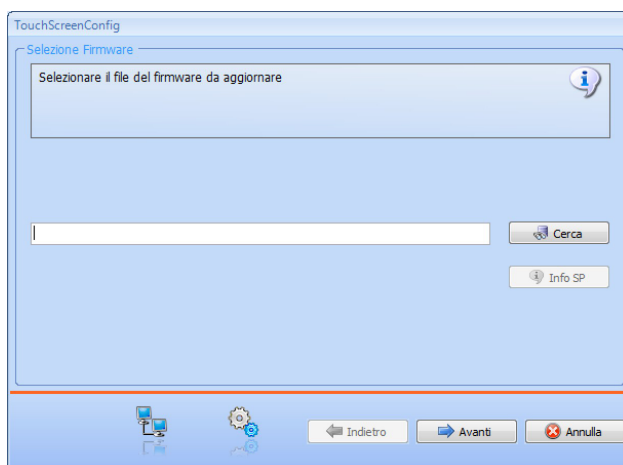 TouchScreenConfig
Selezione Firmware
Selezionare il file del firmware da aggiornare
Cerca
Info SP
Indietro
Avanti
Annulla